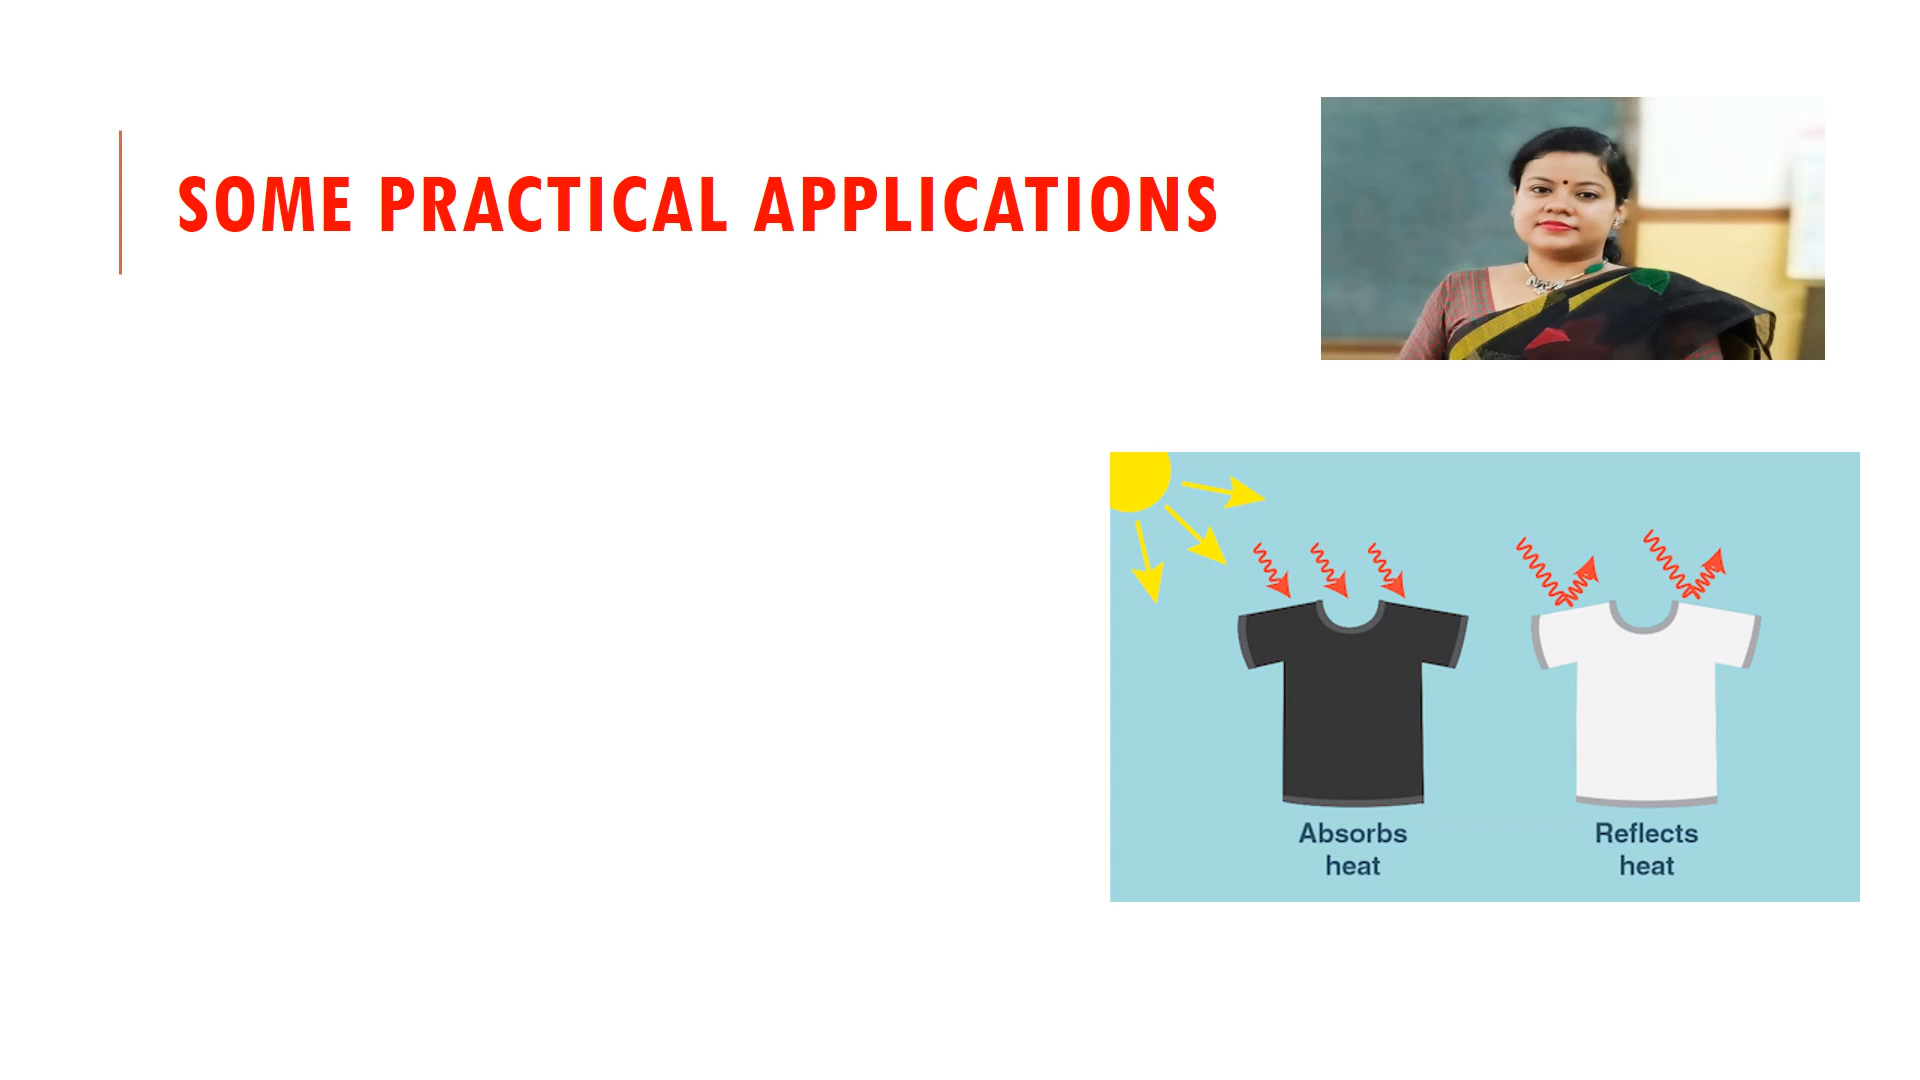 SOME PRACTICAL APPLICATIONS
Absorbs
heat
Reflects
heat